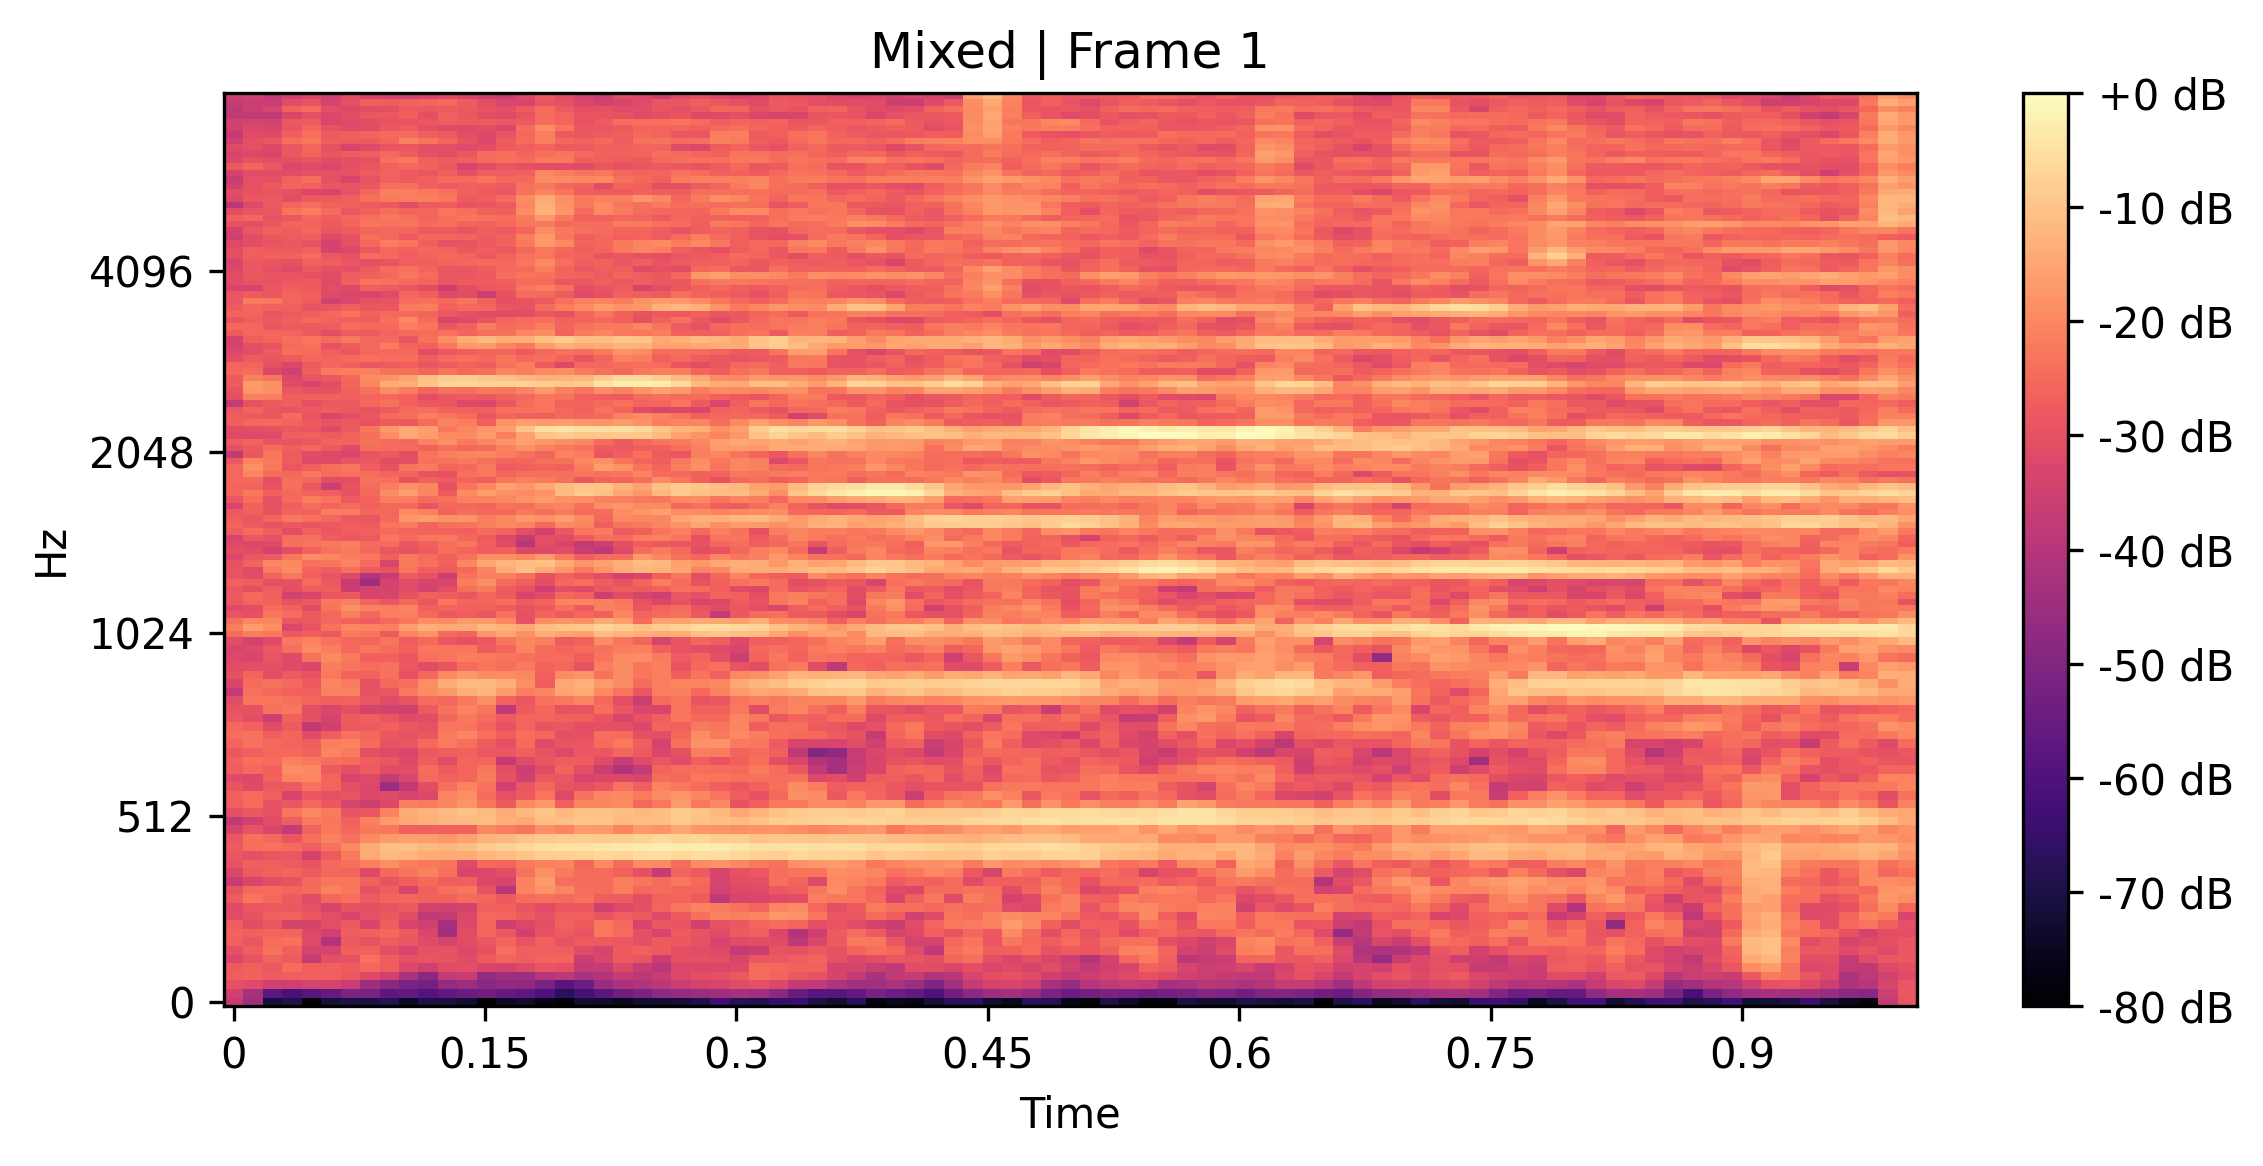 Mixed | Frame 1
Hz
4096
2048
1024
512
0
0 0.15 0.3 0.45 0.6 0.75 0.9
Time
+0 dB
-10 dB
-20 dB
-30 dB
-40 dB
-50 dB
-60 dB
-70 dB
-80 dB